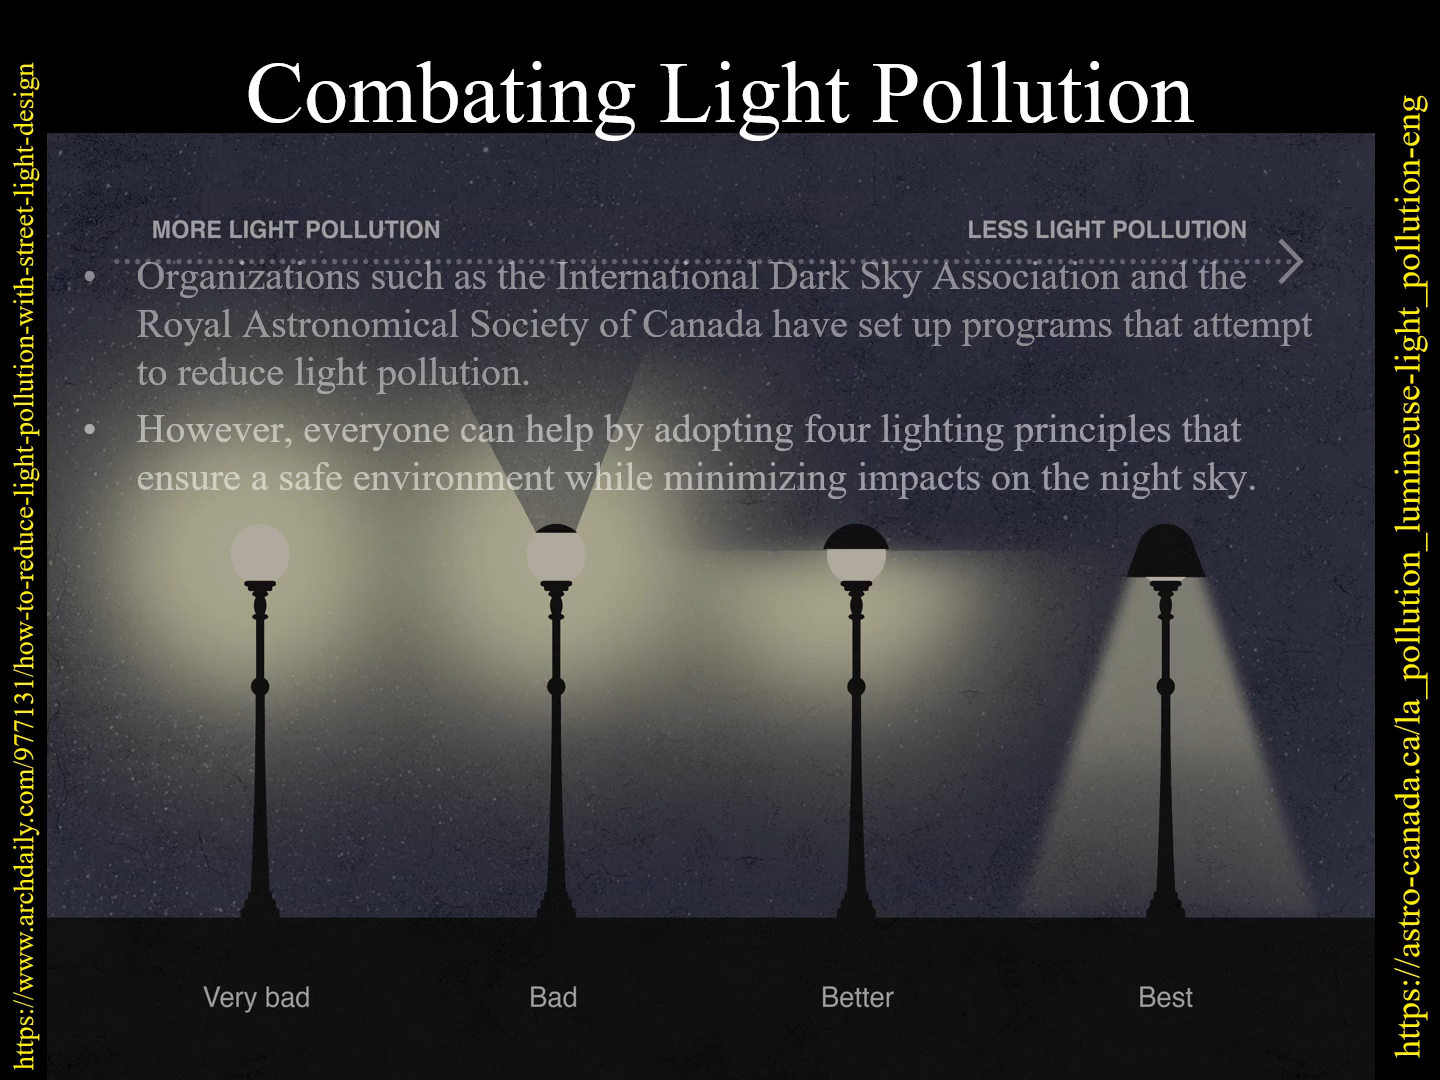 Combating Light Pollution
MORE LIGHT POLLUTION
LESS LIGHT POLLUTION
• Organizations such as the International Dark Sky Association and the
Royal Astronomical Society of Canada have set up programs that attempt
to reduce light pollution.
• However, everyone can help by adopting four lighting principles that
ensure a safe environment while minimizing impacts on the night sky.
Very bad
Bad
Better
Best
https://www.archdaily.com/977131/how-to-reduce-light-pollution-with-street-light-design
https://astro-canada.ca/la_pollution_lumineuse-light_pollution-eng